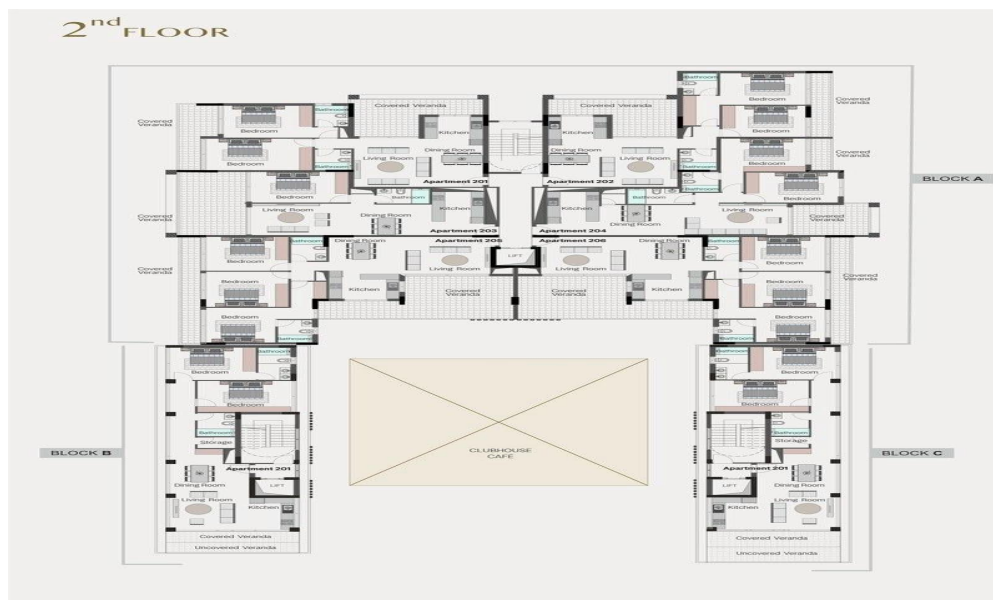 2nd FLOOR
Bathroom
Bedroom
Covered
Veranda
Covered Veranda
Covered Veranda
Bathroom
Bedroom
Covered
Veranda
Kitchen
Kitchen
Bedroom
Bedroom
Dining Room
Dining Room
Bathroom
Bedroom
Covered
Veranda
Living Room
Living Room
Bathroom
Bedroom
Apartment 201
Apartment 202
Bathroom
Bedroom
BLOCK A
Bathroom
Bathroom
Living Room
Kitchen
Kitchen
Living Room
Covered
Veranda
Dining Room
Dining Room
Covered
Veranda
Apartment 203
Apartment 204
Bathroom
Dining Room
Apartment 205
Apartment 206
Dining Room
Bathroom
Bedroom
Bedroom
LIFT
Covered
Veranda
Living Room
Living Room
Covered
Veranda
Bedroom
Kitchen
Covered
Veranda
Covered
Veranda
Kitchen
Bedroom
Bedroom
Bathroom
Bathroom
Bedroom
Bathroom
Bedroom
Bathroom
Bedroom
Bedroom
Bedroom
Bathroom
Storage
Bathroom
Storage
BLOCK B
CLUBHOUSE
CAFÉ
BLOCK C
Apartment 201
Apartment 201
Dining Room
LIFT
LIFT
Dining Room
Living Room
Kitchen
Kitchen
Living Room
Covered Veranda
Covered Veranda
Uncovered Veranda
Uncovered Veranda